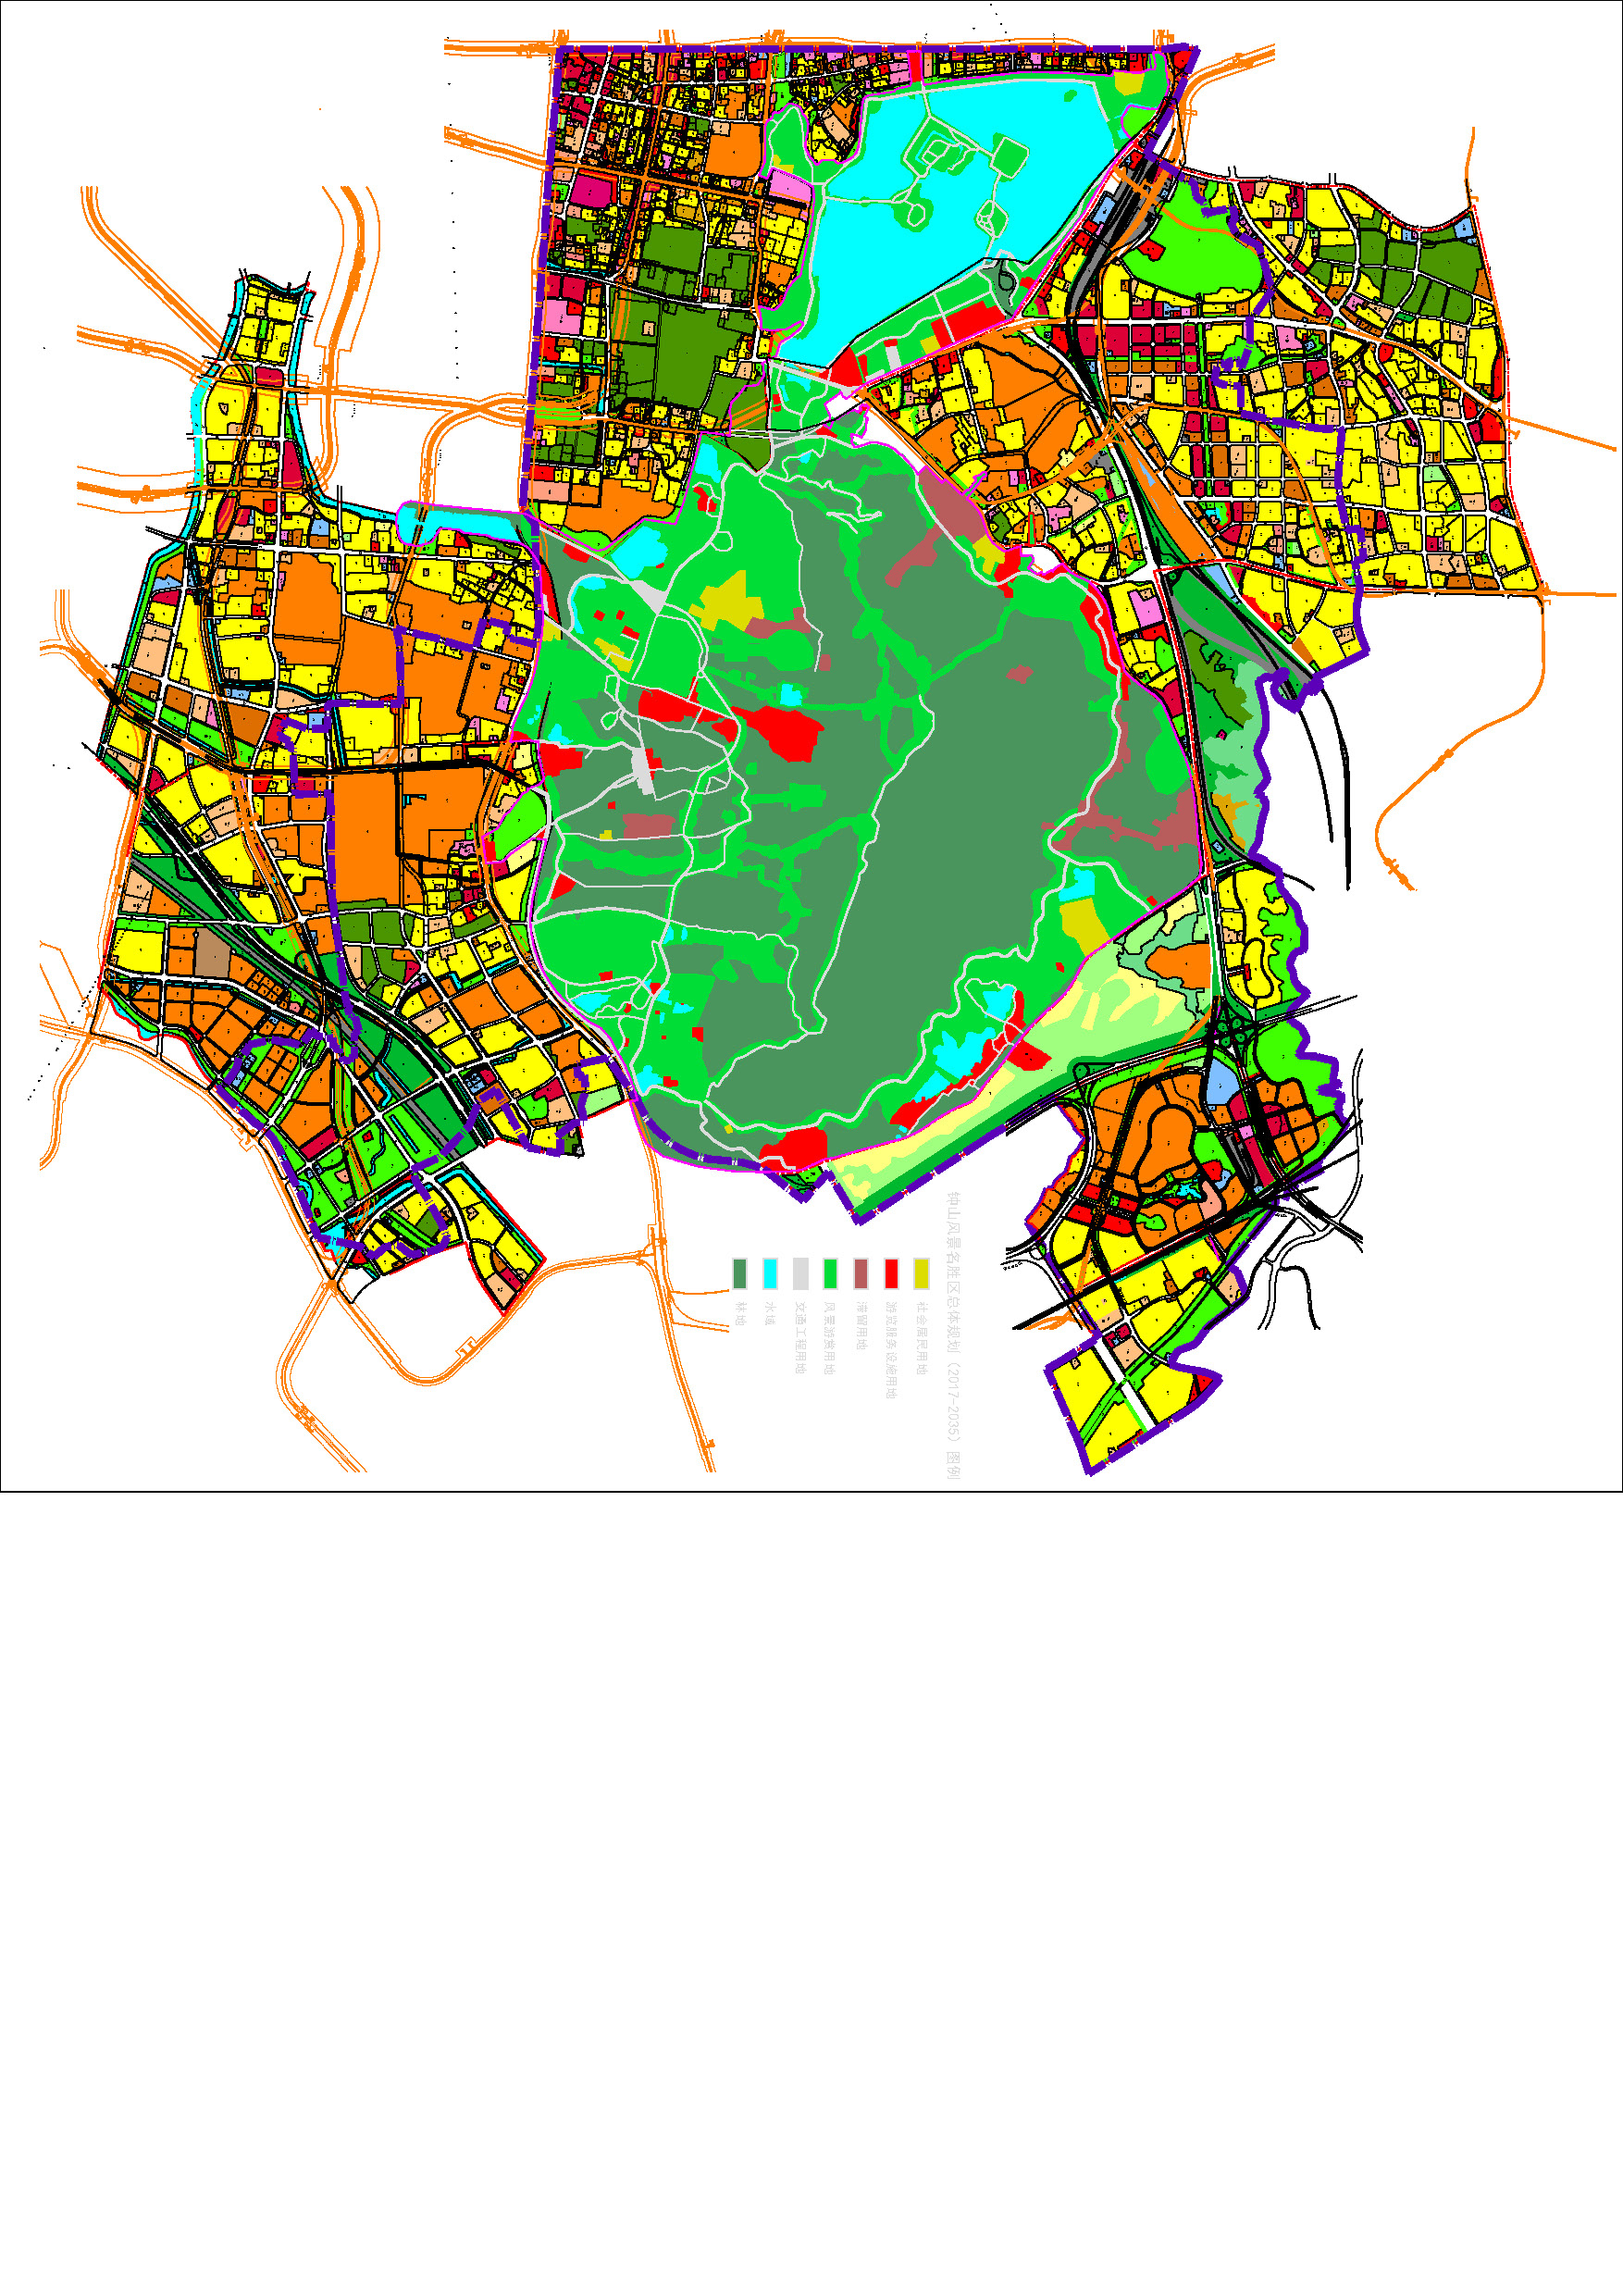 钟山风景名胜区总体规划（2017-2035）图例
社会居民用地
游览服务设施用地
滞留用地
风景游赏用地
交通工程用地
水域
林地